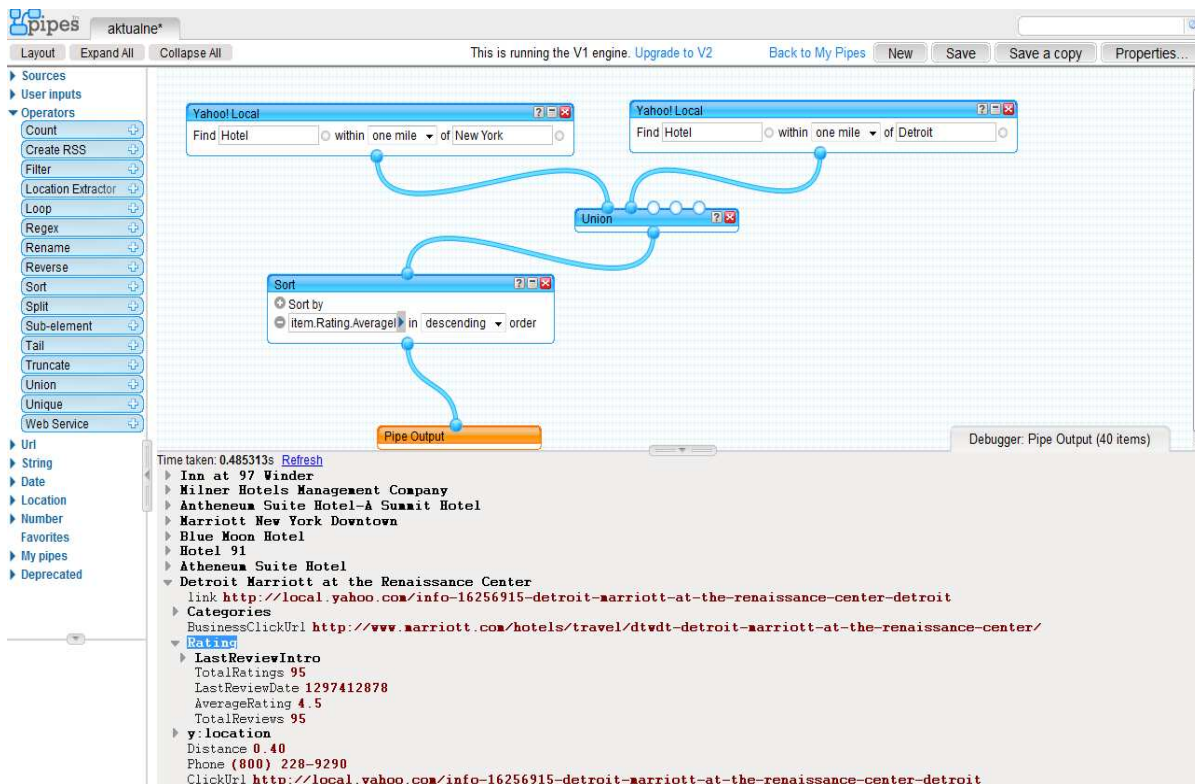 pipes aktualne*
Layout Expand All Collapse All This is running the V1 engine. Upgrade to V2 Back to My Pipes New Save Save a copy Properties...
Sources
User inputs
Operators
Count
Create RSS
Filter
Location Extractor
Loop
Regex
Rename
Reverse
Sort
Split
Sub-element
Tail
Truncate
Union
Unique
Web Service
Url
String
Date
Location
Number
Favorites
My pipes
Deprecated
Yahoo! Local
Find Hotel within one mile of New York
Yahoo! Local
Find Hotel within one mile of Detroit
Union
Sort
Sort by
item.Rating.Average in descending order
Pipe Output
Debugger: Pipe Output (40 items)
Time taken: 0.485313s Refresh
Inn at 97 Winder
Milner Hotels Management Company
Antheneum Suite Hotel-A Summit Hotel
Marriott New York Downtown
Blue Moon Hotel
Hotel 91
Atheneum Suite Hotel
Detroit Marriott at the Renaissance Center
link http://local.yahoo.com/info-16256915-detroit-marriott-at-the-renaissance-center-detroit
Categories
BusinessClickUrl http://www.marriott.com/hotels/travel/dtwdt-detroit-marriott-at-the-renaissance-center/
Rating
LastReviewIntro
TotalRatings 95
LastReviewDate 1297412878
AverageRating 4.5
TotalReviews 95
y:location
Distance 0.40
Phone (800) 228-9290
ClickUrl http://local.yahoo.com/info-16256915-detroit-marriott-at-the-renaissance-center-detroit